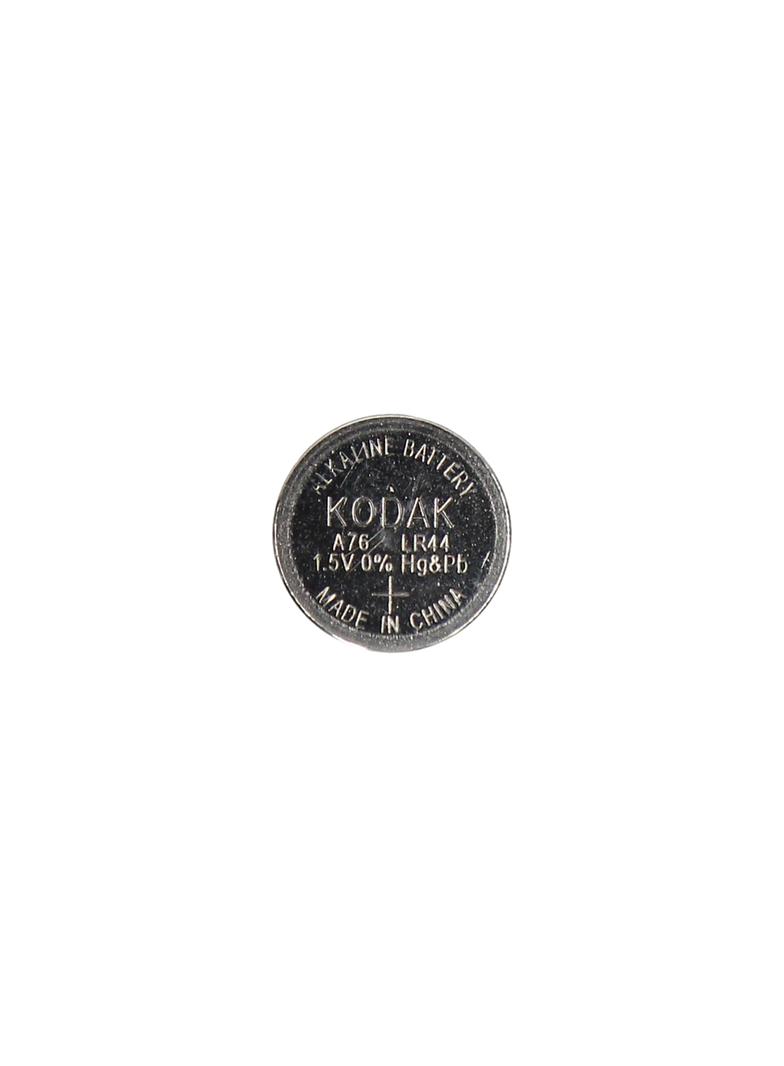 ALKALINE BATTERY
KODAK
A76 LR44
1.5V 0% Hg&Pb
+
MADE IN CHINA